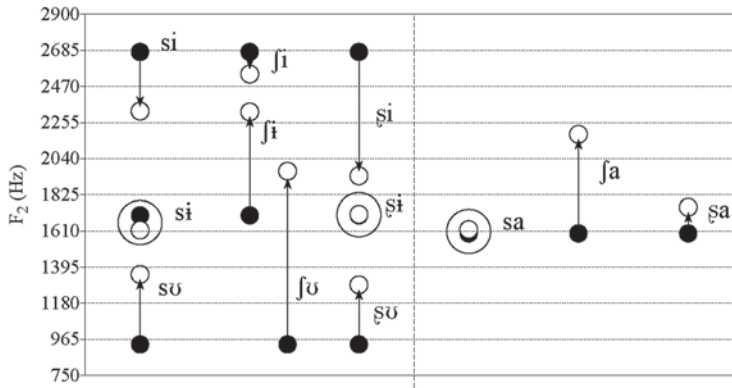 2900
2685
2470
2255
2040
1825
1610
1395
1180
965
750
F₂ (Hz)
si
ʃi
ʂi
ʃɨ
sɨ
ʂɨ
sʊ
ʃʊ
ʂʊ
sa
ʃa
ʂa